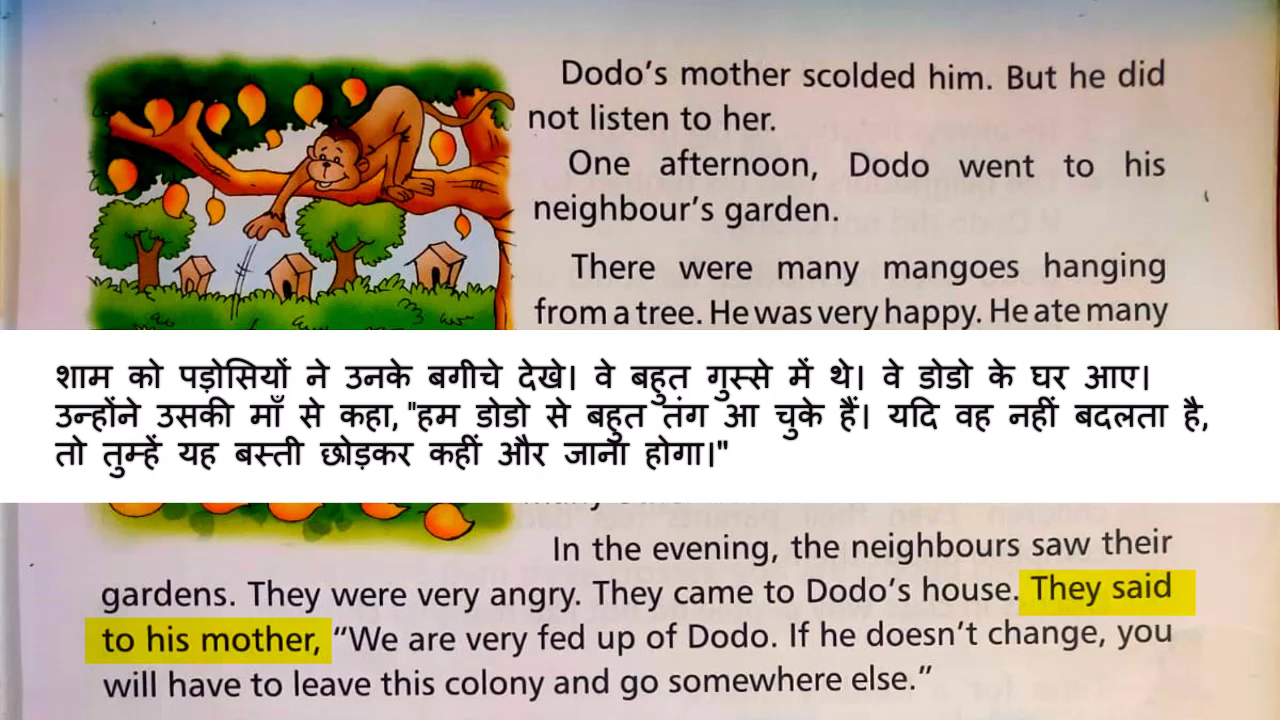 Dodo's mother scolded him. But he did
not listen to her.
One afternoon, Dodo went to his
neighbour's garden.
There were many mangoes hanging
from a tree. He was very happy. He ate many
शाम को पड़ोसियों ने उनके बगीचे देखे। वे बहुत गुस्से में थे। वे डोडो के घर आए।
उन्होंने उसकी माँ से कहा, "हम डोडो से बहुत तंग आ चुके हैं। यदि वह नहीं बदलता है,
तो तुम्हें यह बस्ती छोड़कर कहीं और जाना होगा।"
In the evening, the neighbours saw their
gardens. They were very angry. They came to Dodo's house. They said
to his mother, “We are very fed up of Dodo. If he doesn't change, you
will have to leave this colony and go somewhere else.”